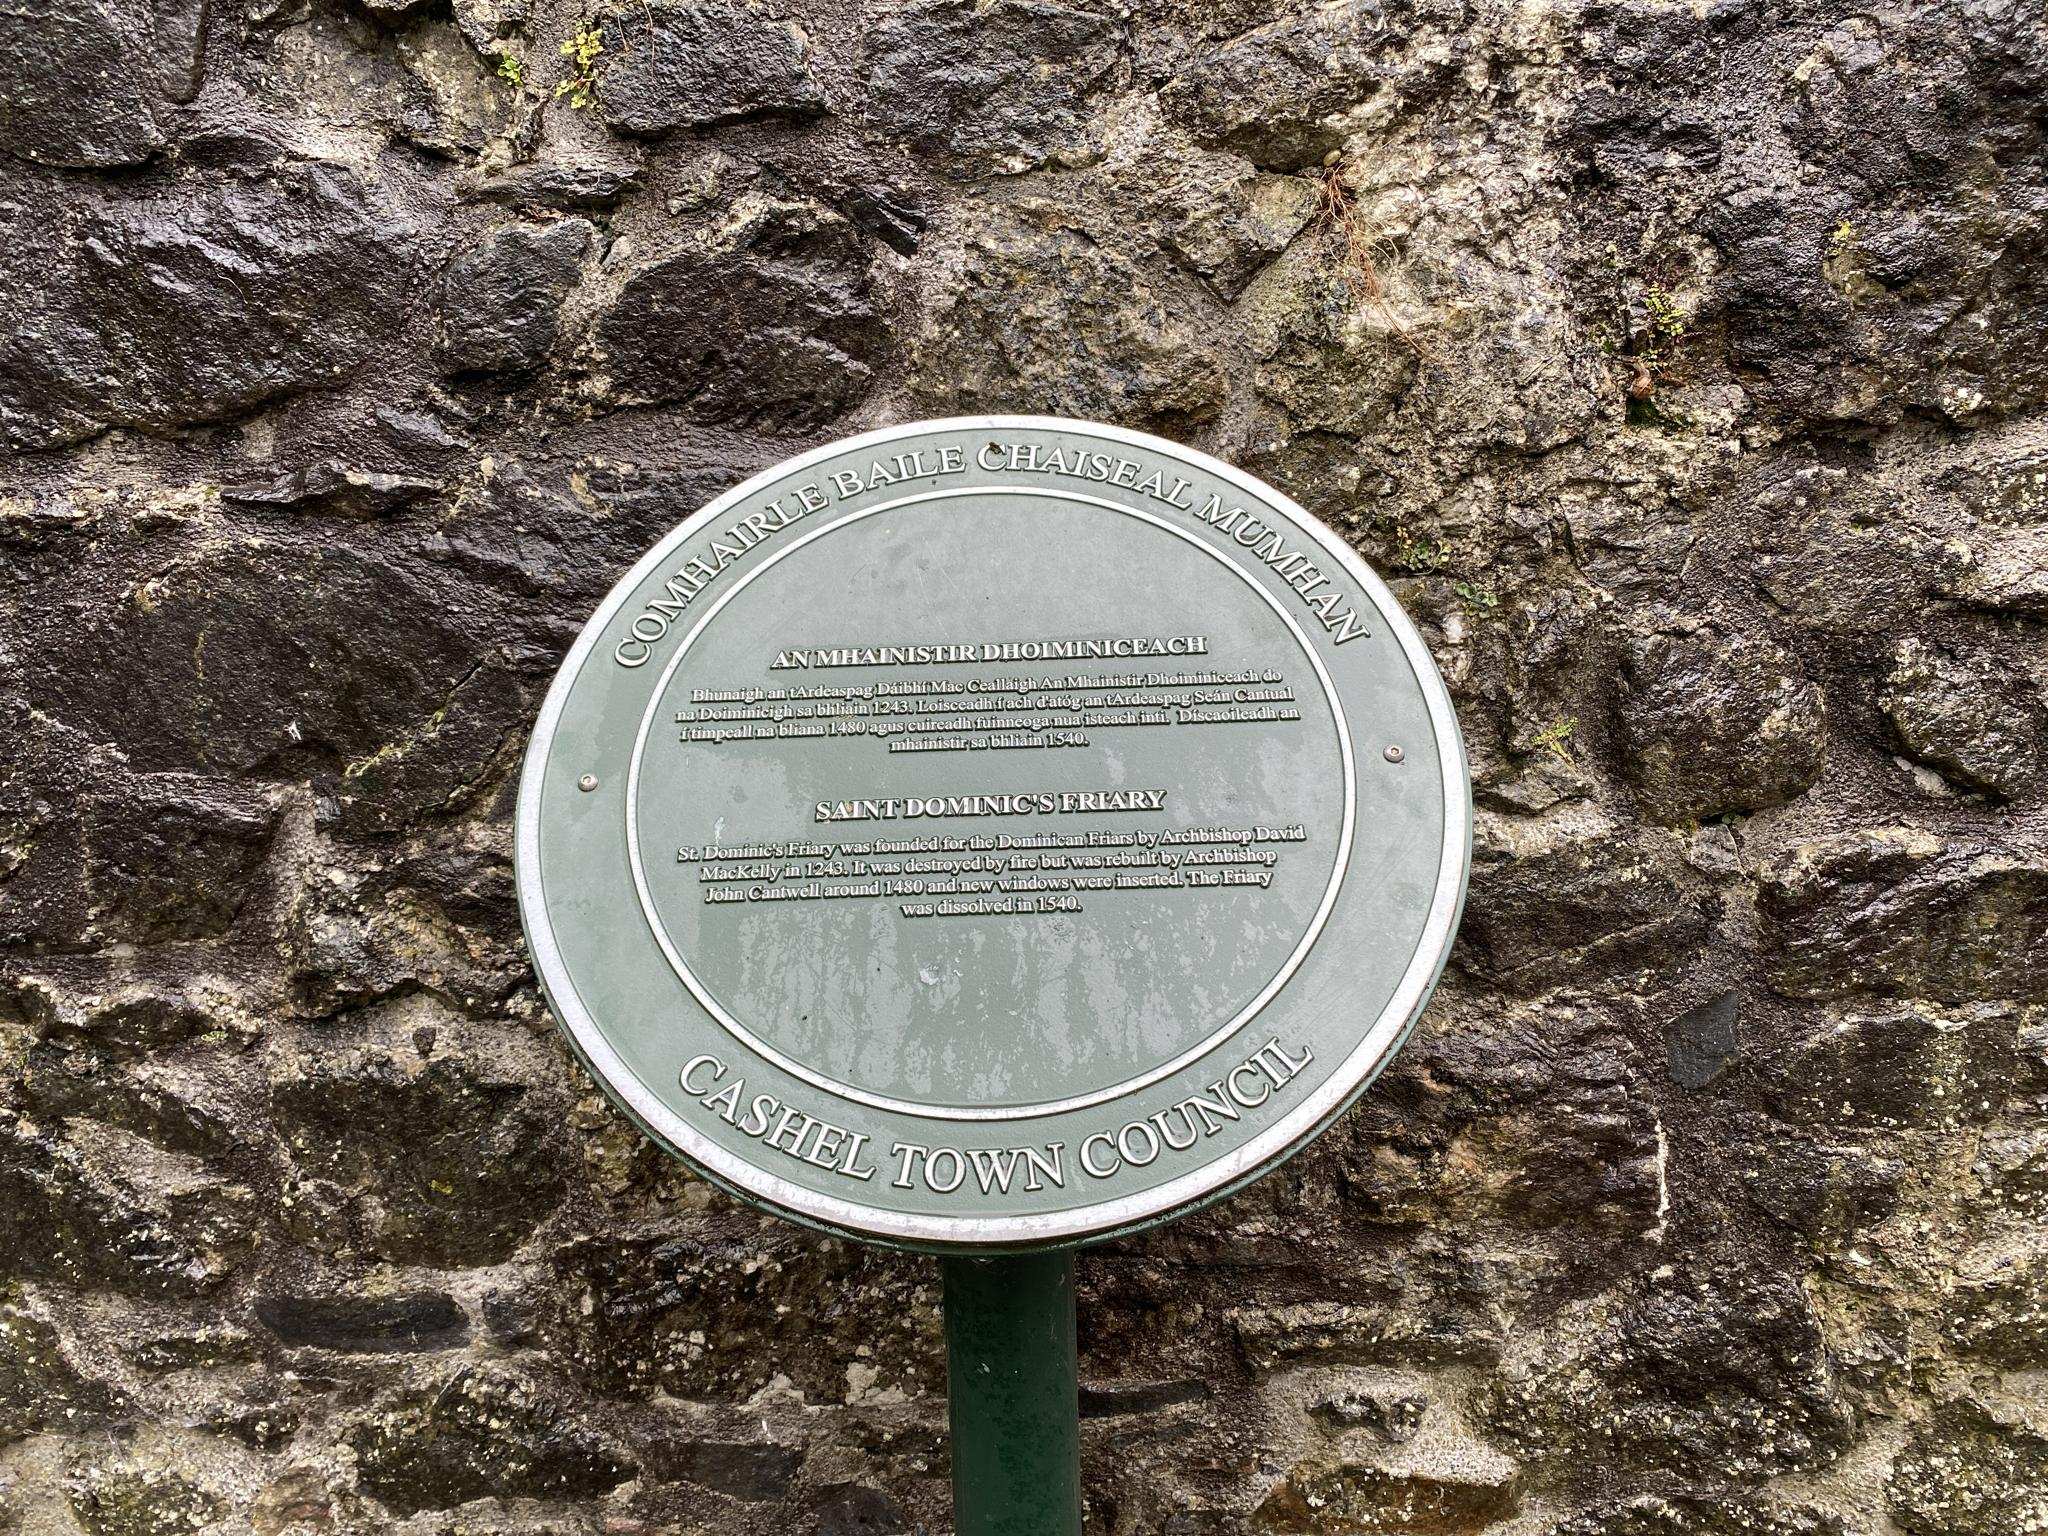 COMHAIRLE BAILE CHAISEAL MUMHAN
AN MHAINISTIR DHOIMINICEACH
Bhunaigh an tArdeaspag Dáibhí Mac Ceallaigh An Mhainistir Dhoiminiceach do
na Doiminicigh sa bhliain 1243. Loisceadh í ach d'atóg an tArdeaspag Seán Cantual
í timpeall na bliana 1480 agus cuireadh fuinneoga nua isteach inti. Díscaoileadh an
mhainistir sa bhliain 1540.
SAINT DOMINIC'S FRIARY
St. Dominic's Friary was founded for the Dominican Friars by Archbishop David
MacKelly in 1243. It was destroyed by fire but was rebuilt by Archbishop
John Cantwell around 1480 and new windows were inserted. The Friary
was dissolved in 1540.
CASHEL TOWN COUNCIL